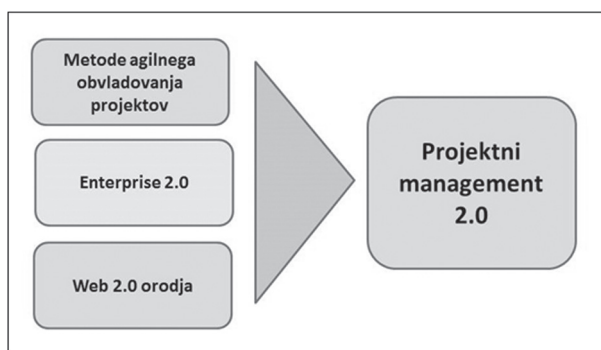 Metode agilnega
obvladovanja
projektov
Enterprise 2.0
Web 2.0 orodja
Projektni
management
2.0